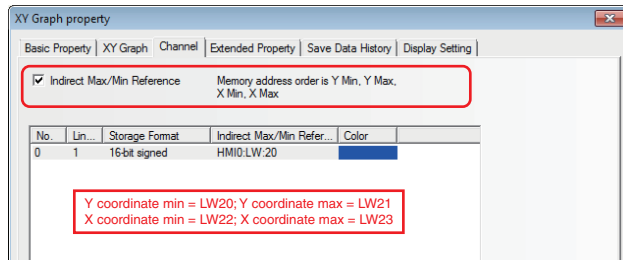 XY Graph property
Basic Property XY Graph Channel Extended Property Save Data History Display Setting
Indirect Max/Min Reference Memory address order is Y Min, Y Max,
X Min, X Max
No. Lin... Storage Format Indirect Max/Min Refer... Color
0 1 16-bit signed HMI0:LW:20
Y coordinate min = LW20; Y coordinate max = LW21
X coordinate min = LW22; X coordinate max = LW23